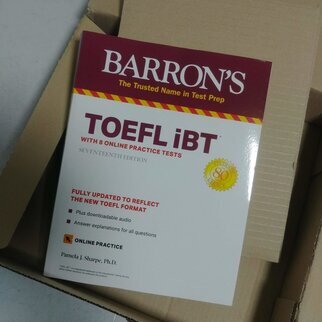 BARRON'S
The Trusted Name in Test Prep
TOEFL iBT
WITH 8 ONLINE PRACTICE TESTS
SEVENTEENTH EDITION
80
FULLY UPDATED TO REFLECT
THE NEW TOEFL FORMAT
• Plus downloadable audio
• Answer explanations for all questions
ONLINE PRACTICE
Pamela J. Sharpe, Ph.D.